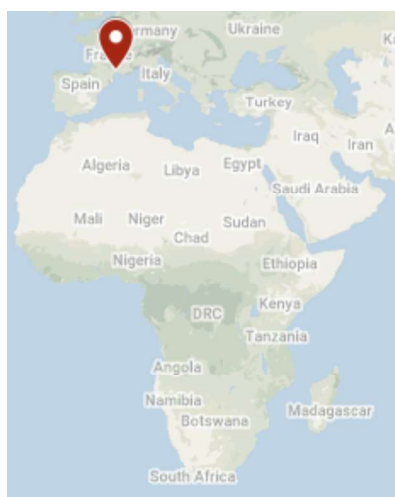 Ukraine
Spain
Italy
Turkey
Iraq
Iran
Algeria
Libya
Egypt
Saudi Arabia
Mali
Niger
Chad
Sudan
Nigeria
Ethiopia
DRC
Kenya
Tanzania
Angola
Namibia
Botswana
Madagascar
South Africa